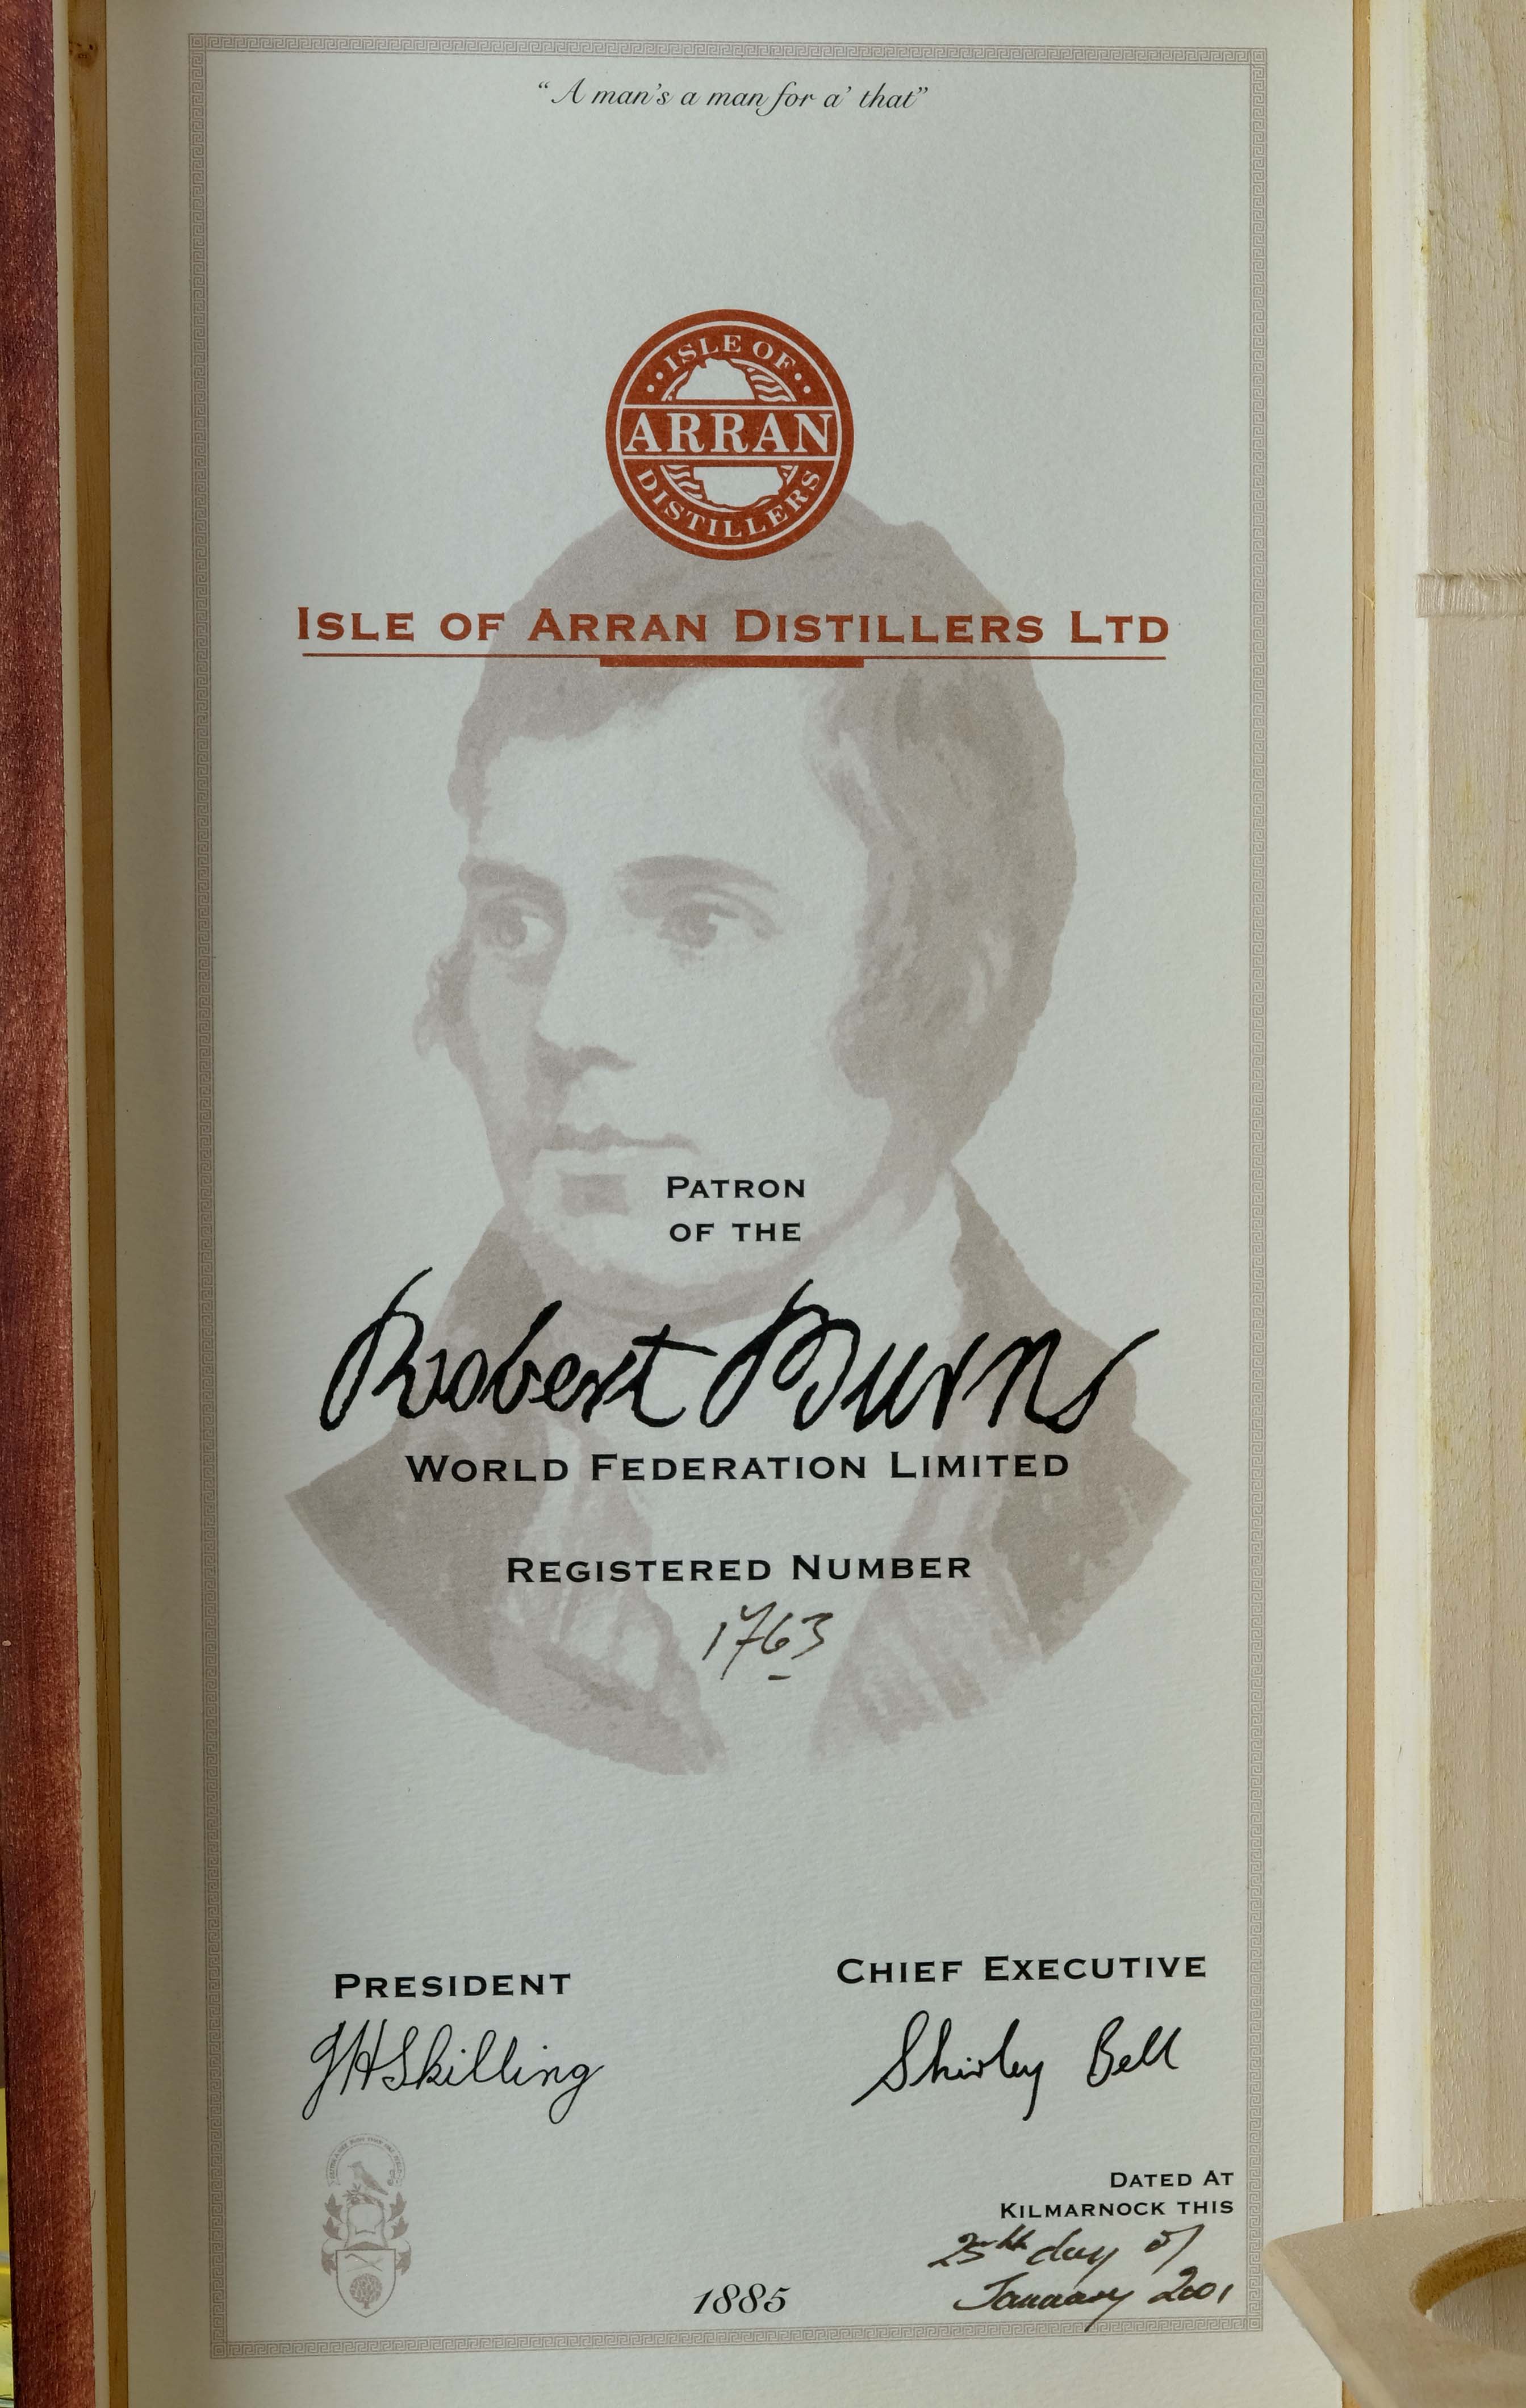 “A man's a man for a' that”
ISLE OF
ARRAN
DISTILLERS
ISLE OF ARRAN DISTILLERS LTD
PATRON
OF THE
Robert Burns
WORLD FEDERATION LIMITED
REGISTERED NUMBER
1763
PRESIDENT
CHIEF EXECUTIVE
JHSkilling
Shirley Bell
DATED AT
KILMARNOCK THIS
25th day of
January 2001
1885